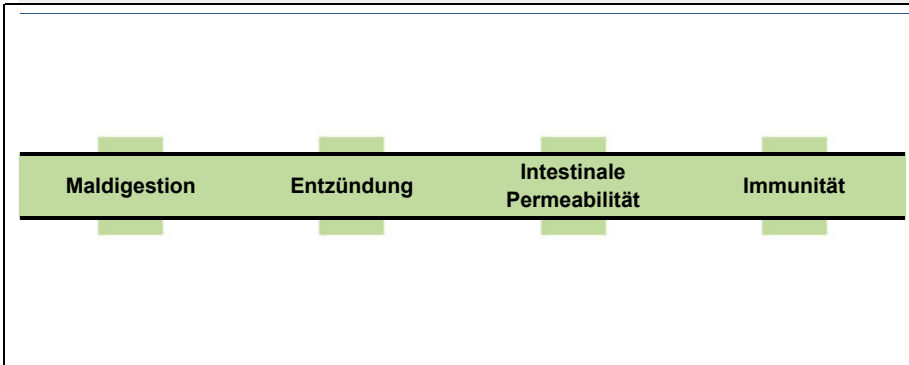 Maldigestion
Entzündung
Intestinale
Permeabilität
Immunität